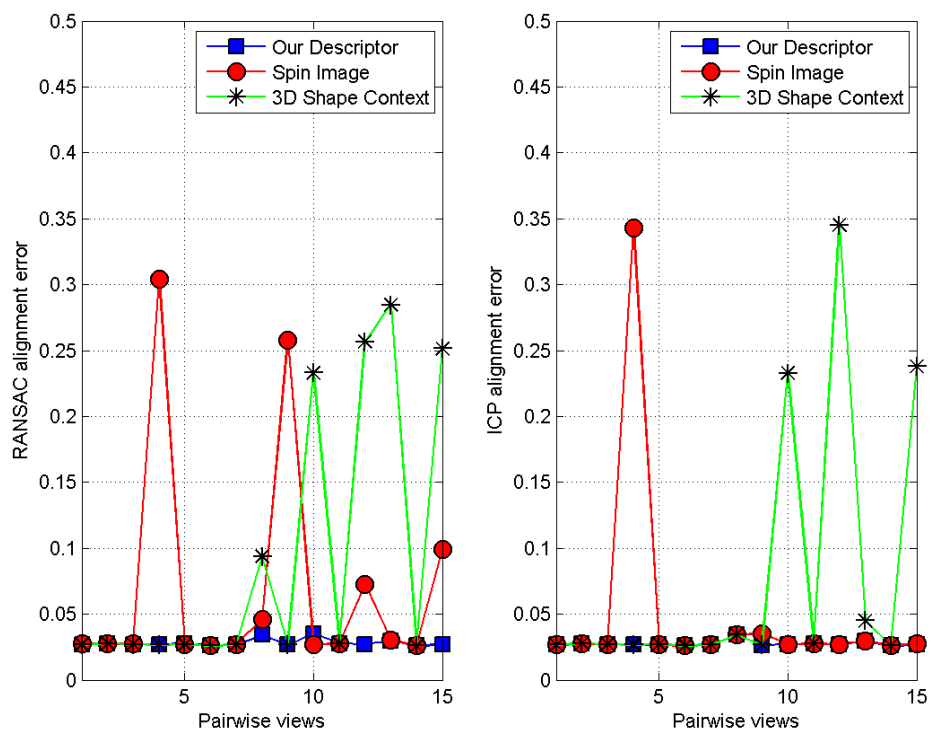 0.5
0.45
0.4
0.35
0.3
0.25
0.2
0.15
0.1
0.05
0
5
10
15
RANSAC alignment error
Pairwise views
Our Descriptor
Spin Image
3D Shape Context
0.5
0.45
0.4
0.35
0.3
0.25
0.2
0.15
0.1
0.05
0
5
10
15
ICP alignment error
Pairwise views
Our Descriptor
Spin Image
3D Shape Context